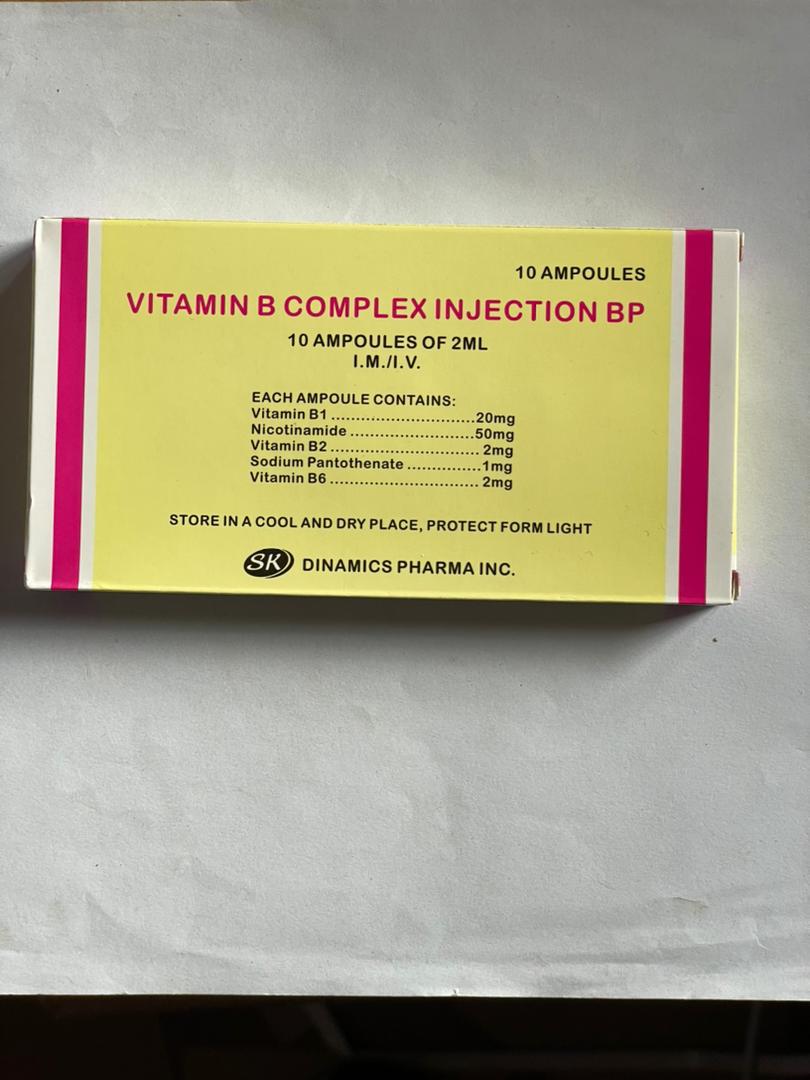 10 AMPOULES
VITAMIN B COMPLEX INJECTION BP
10 AMPOULES OF 2ML
I.M./I.V.
EACH AMPOULE CONTAINS:
Vitamin B1 ............................20mg
Nicotinamide ........................50mg
Vitamin B2 ............................. 2mg
Sodium Pantothenate ..............1mg
Vitamin B6 ............................. 2mg
STORE IN A COOL AND DRY PLACE, PROTECT FORM LIGHT
SK DINAMICS PHARMA INC.